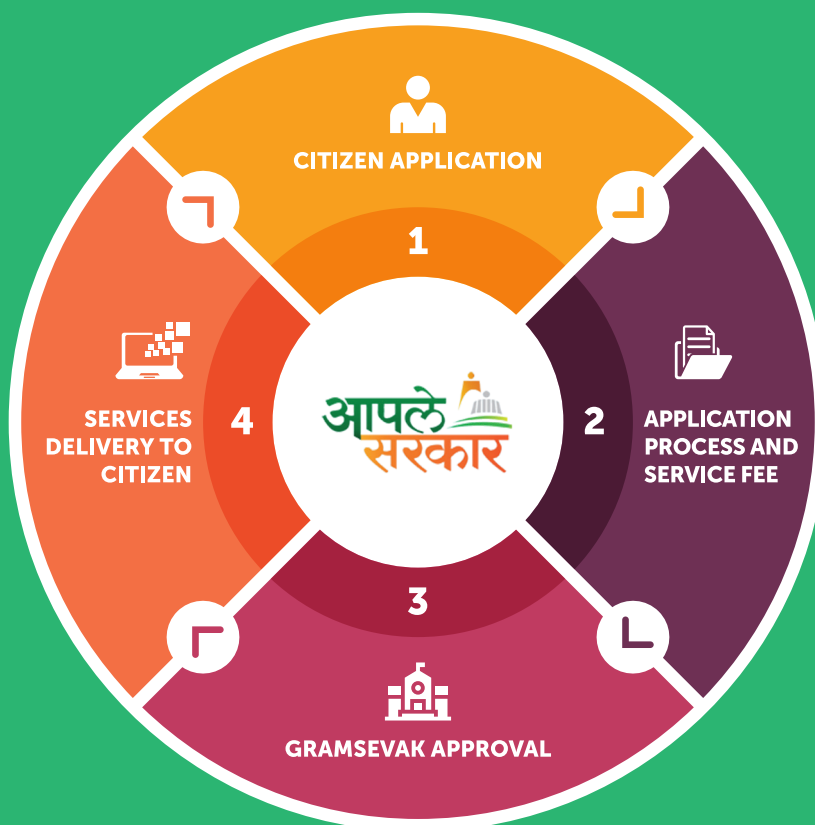 CITIZEN APPLICATION
1
2
APPLICATION
PROCESS AND
SERVICE FEE
3
GRAMSEVAK APPROVAL
4
SERVICES
DELIVERY TO
CITIZEN
आपले
सरकार